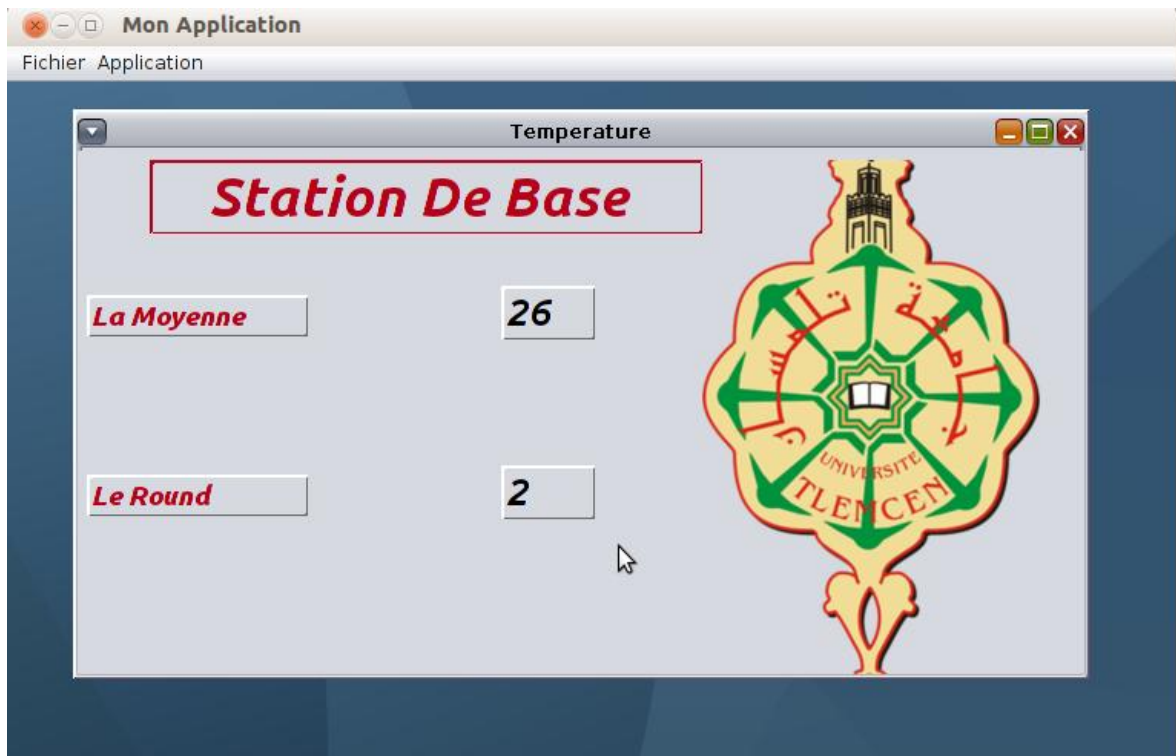 Mon Application
Fichier Application
Temperature
Station De Base
La Moyenne
26
Le Round
2
جامعة تلمسان
UNIVERSITE
TLEMCEN